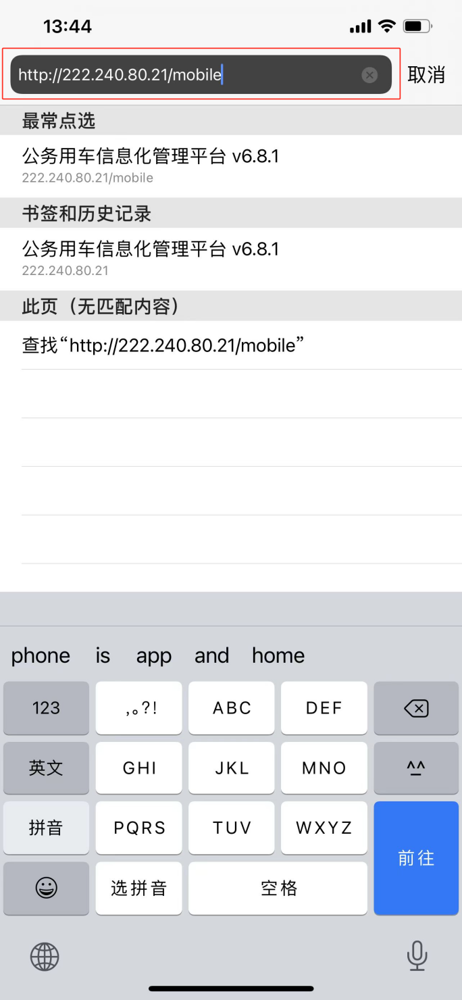 13:44
http://222.240.80.21/mobile
取消
最常点选
公务用车信息化管理平台 v6.8.1
222.240.80.21/mobile
书签和历史记录
公务用车信息化管理平台 v6.8.1
222.240.80.21
此页（无匹配内容）
查找“http://222.240.80.21/mobile”
phone is app and home
123 ,。?! ABC DEF
英文 GHI JKL MNO ^^
拼音 PQRS TUV WXYZ
前往
选拼音 空格